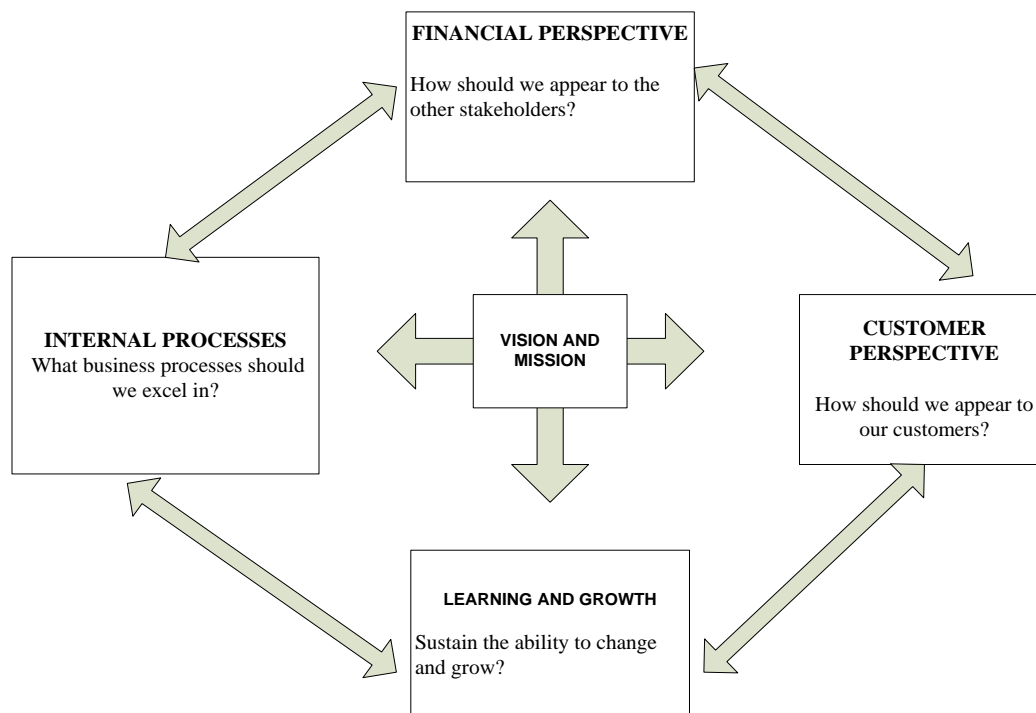 FINANCIAL PERSPECTIVE
How should we appear to the
other stakeholders?
INTERNAL PROCESSES
What business processes should
we excel in?
VISION AND
MISSION
CUSTOMER
PERSPECTIVE
How should we appear to
our customers?
LEARNING AND GROWTH
Sustain the ability to change
and grow?